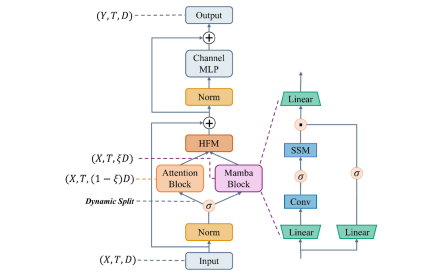 (Y, T, D)
Output
Channel
MLP
Norm
Linear
HFM
SSM
(X, T, ξD)
(X, T, (1 − ξ)D)
Attention
Block
Mamba
Block
σ
σ
Conv
Dynamic Split
σ
Norm
Linear
Linear
(X, T, D)
Input